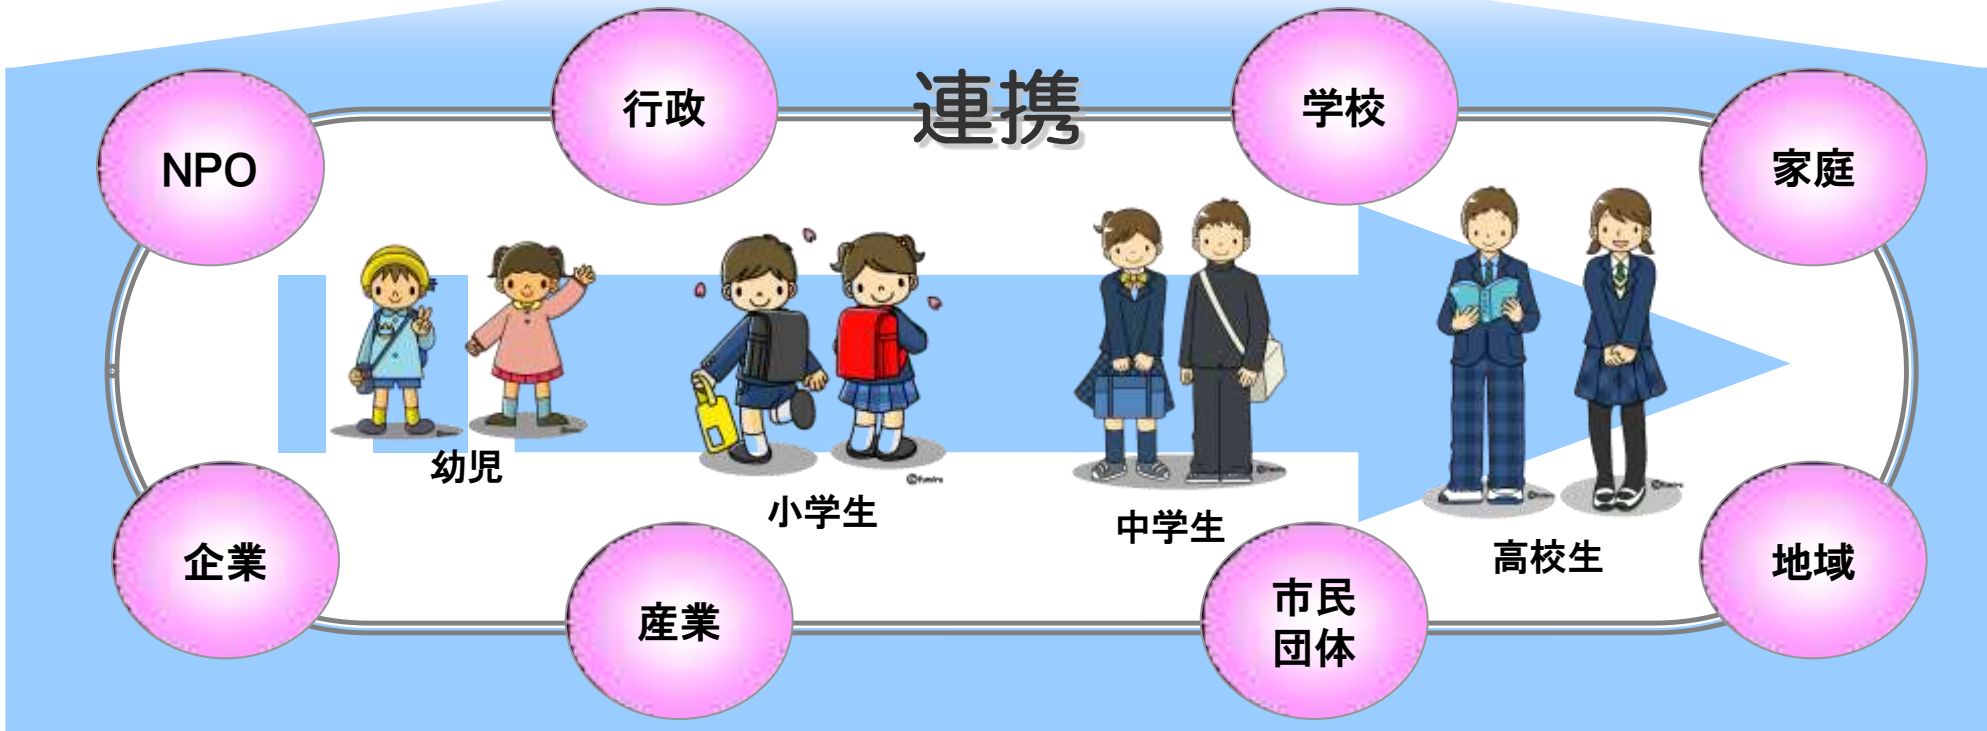 連携
行政
学校
NPO
家庭
幼児
小学生
中学生
高校生
企業
産業
市民
団体
地域
©fumira